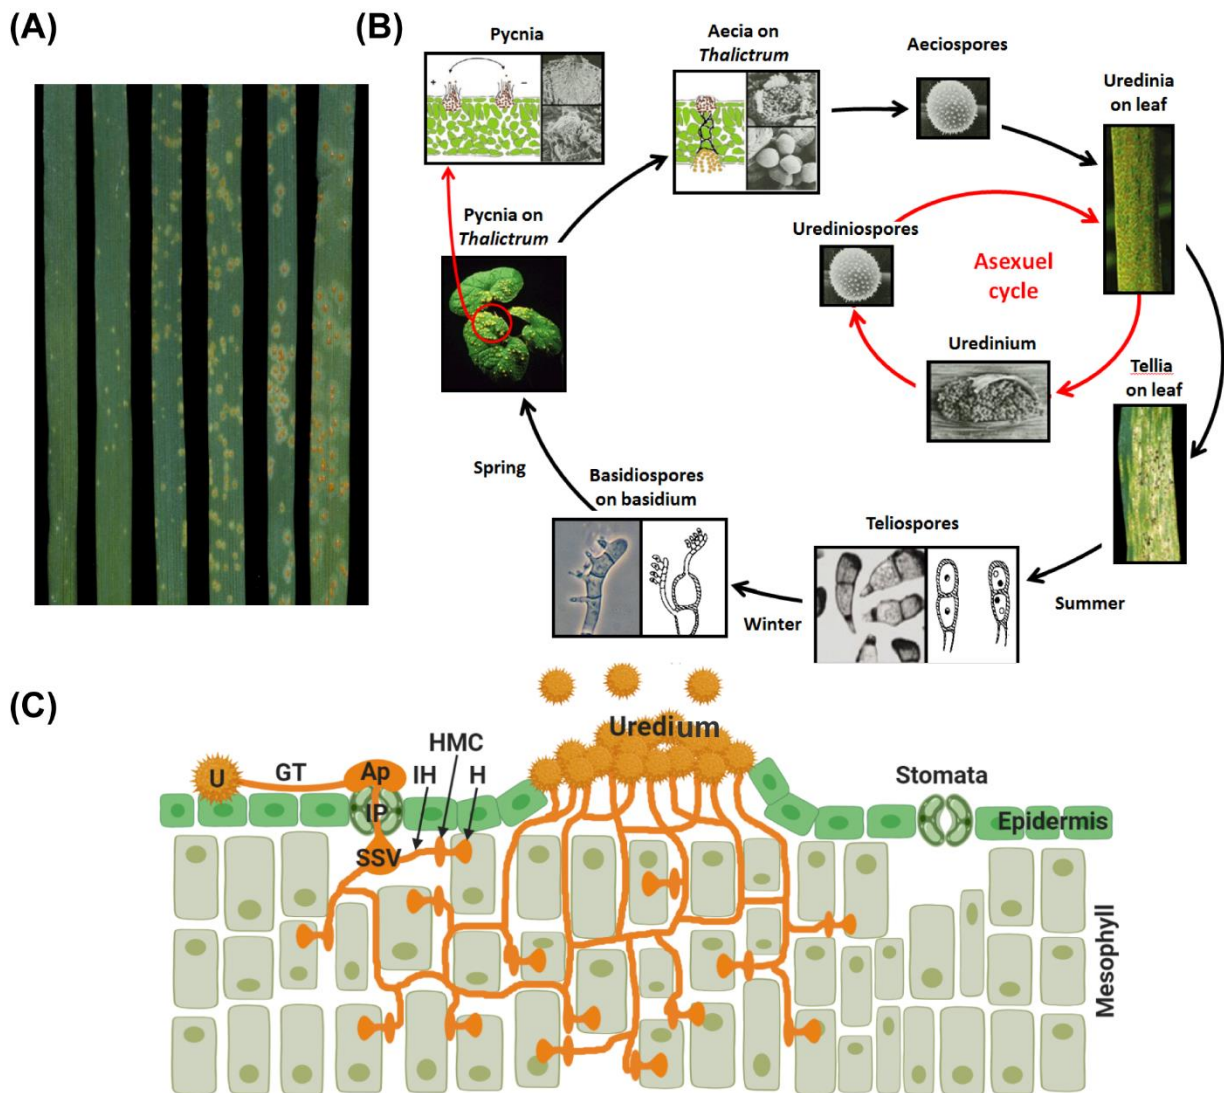 (A)
(B)
Pycnia
+
–
Aecia on
Thalictrum
Aeciospores
Uredinia
on leaf
Pycnia on
Thalictrum
Urediniospores
Asexuel
cycle
Uredinium
Tellia
on leaf
Spring
Basidiospores
on basidium
Teliospores
Summer
Winter
(C)
Uredium
HMC
U
GT
Ap
IH
H
Stomata
IP
Epidermis
SSV
Mesophyll